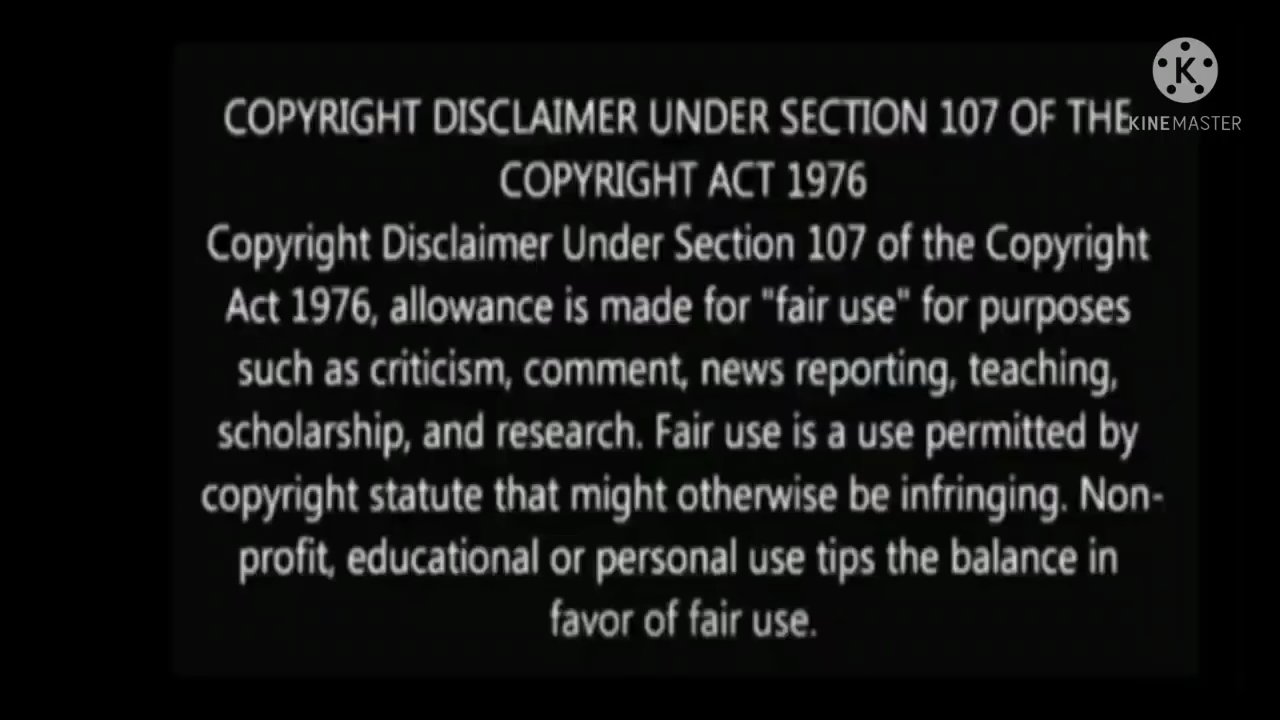 COPYRIGHT DISCLAIMER UNDER SECTION 107 OF THE
COPYRIGHT ACT 1976
Copyright Disclaimer Under Section 107 of the Copyright
Act 1976, allowance is made for "fair use" for purposes
such as criticism, comment, news reporting, teaching,
scholarship, and research. Fair use is a use permitted by
copyright statute that might otherwise be infringing. Non-
profit, educational or personal use tips the balance in
favor of fair use.
K
KINEMASTER